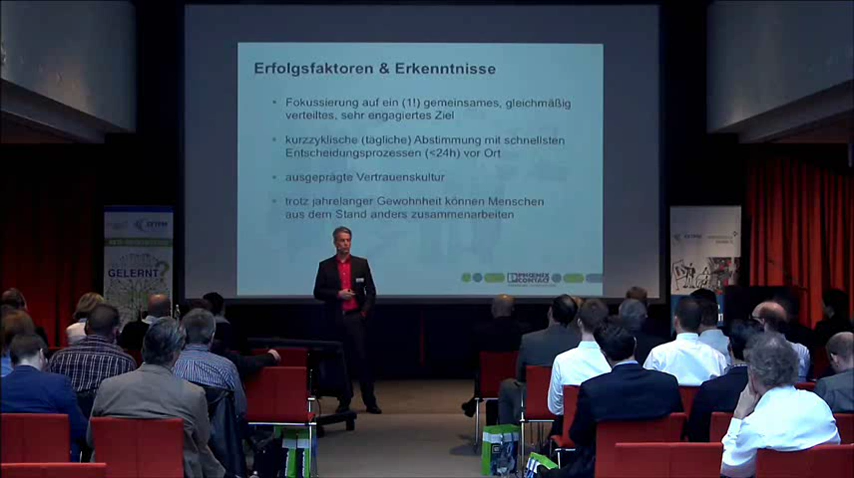 Erfolgsfaktoren & Erkenntnisse
• Fokussierung auf ein (1!) gemeinsames, gleichmäßig
verteiltes, sehr engagiertes Ziel
• kurzzyklische (tägliche) Abstimmung mit schnellsten
Entscheidungsprozessen (<24h) vor Ort
• ausgeprägte Vertrauenskultur
• trotz jahrelanger Gewohnheit können Menschen
aus dem Stand anders zusammenarbeiten
PHOENIX
CONTACT
GELERNT?